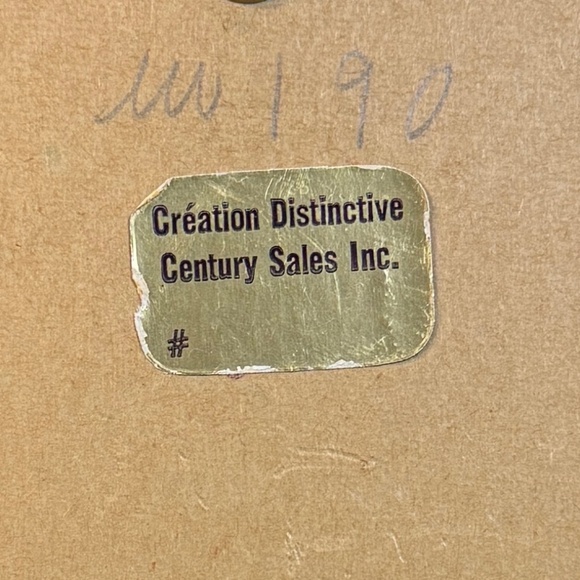 190
Création Distinctive
Century Sales Inc.
#